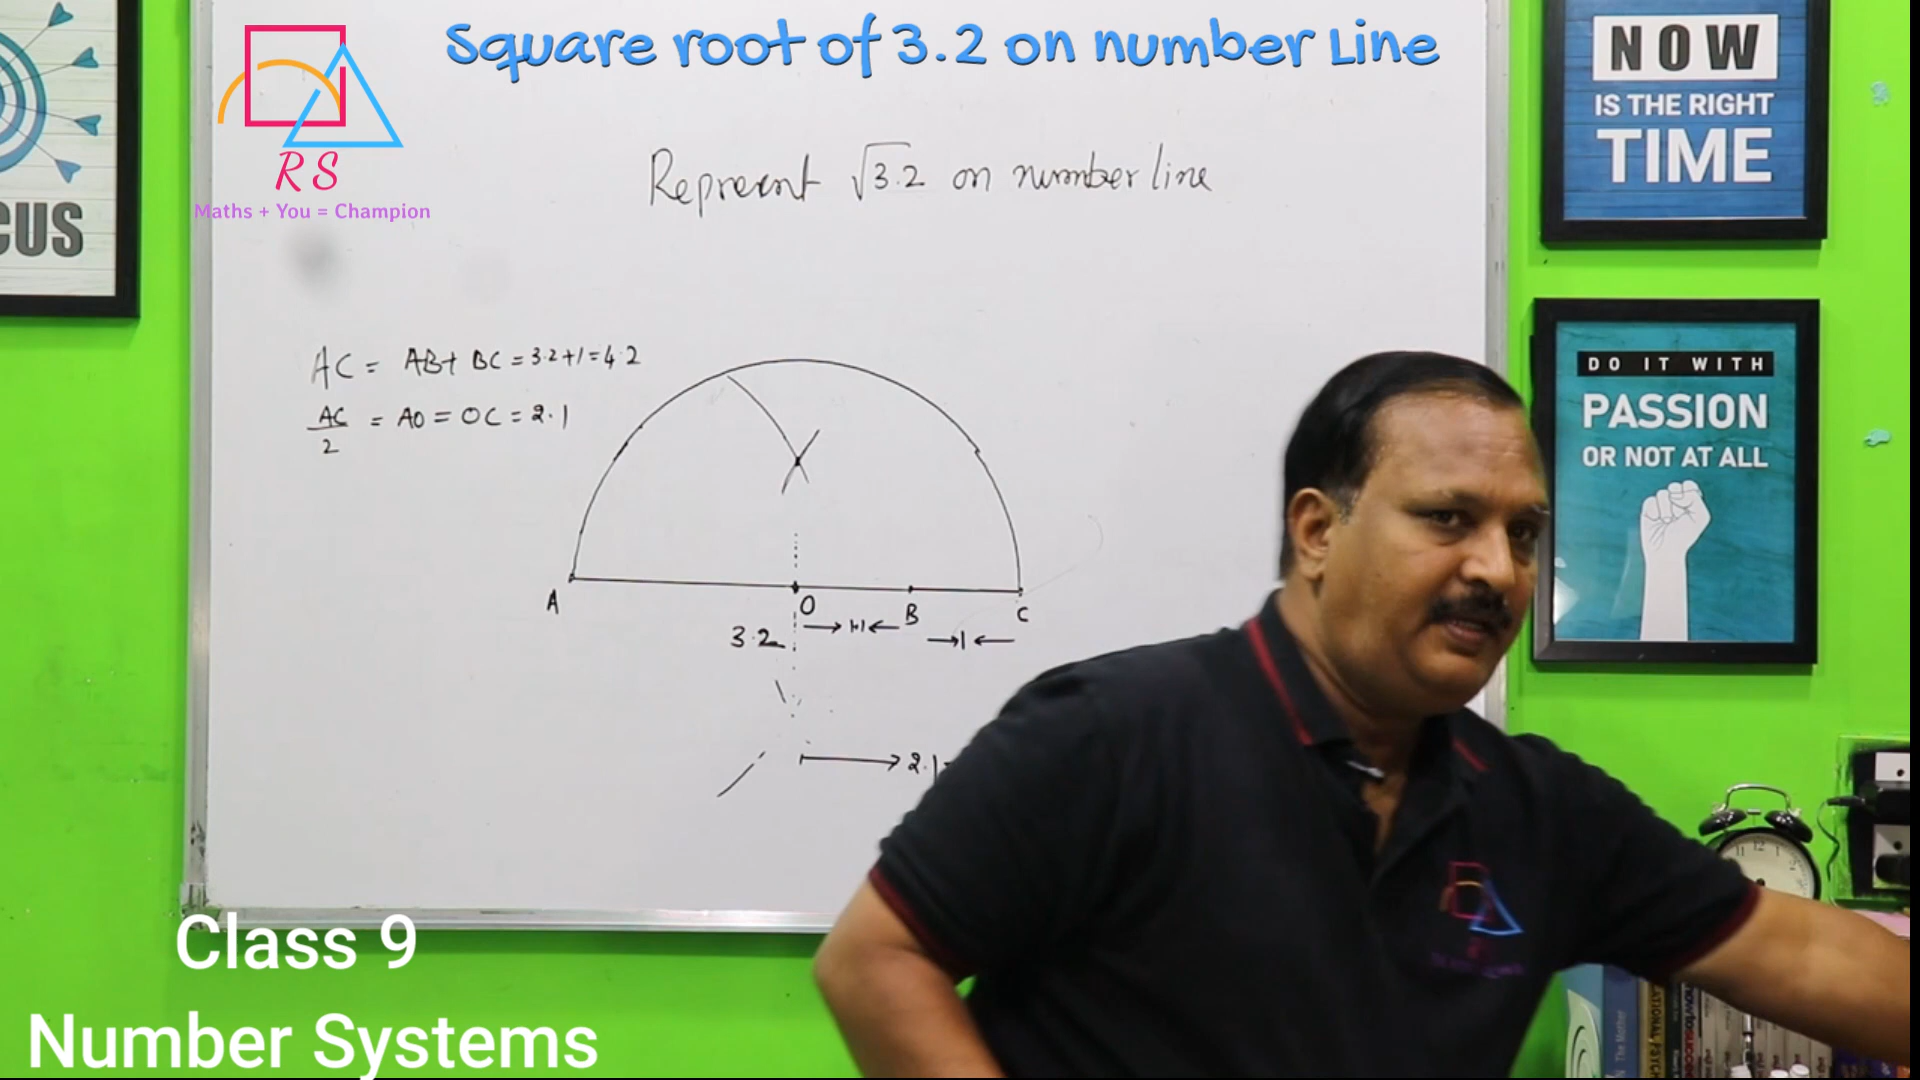 Square root of 3.2 on number Line
RS
Maths + You = Champion
CUS
NOW
IS THE RIGHT
TIME
Represent √3.2 on number line
AC = AB + BC = 3.2+1 = 4.2
AC/2 = AO = OC = 2.1
A
O
B
C
3.2
1.1
1
2.1
DO IT WITH
PASSION
OR NOT AT ALL
12
The Mother
Class 9
Number Systems